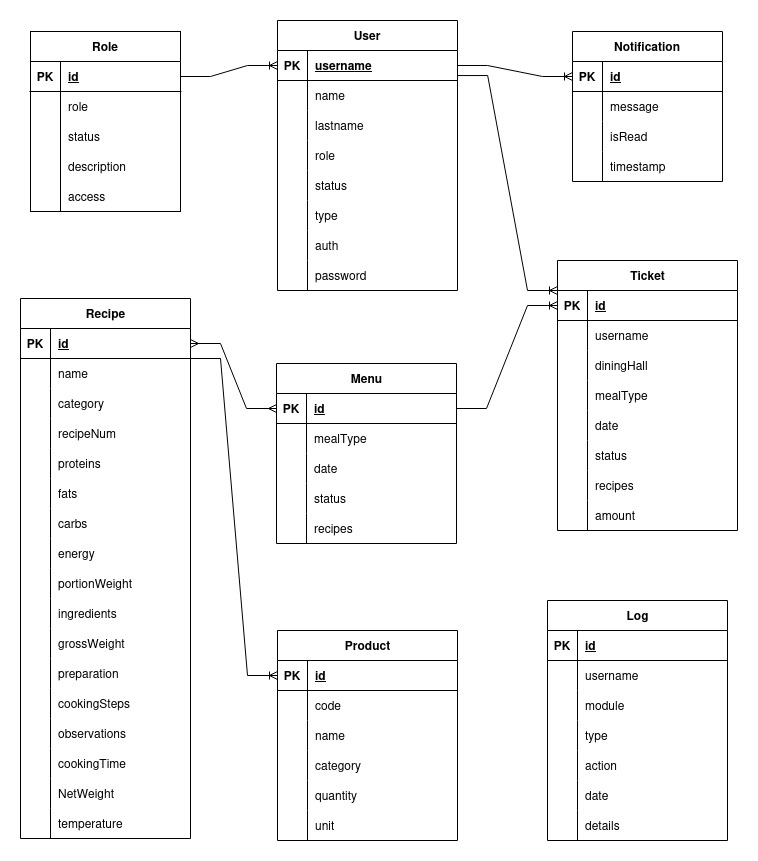 Role
PK id
role
status
description
access
User
PK username
name
lastname
role
status
type
auth
password
Notification
PK id
message
isRead
timestamp
Recipe
PK id
name
category
recipeNum
proteins
fats
carbs
energy
portionWeight
ingredients
grossWeight
preparation
cookingSteps
observations
cookingTime
NetWeight
temperature
Menu
PK id
mealType
date
status
recipes
Ticket
PK id
username
diningHall
mealType
date
status
recipes
amount
Product
PK id
code
name
category
quantity
unit
Log
PK id
username
module
type
action
date
details